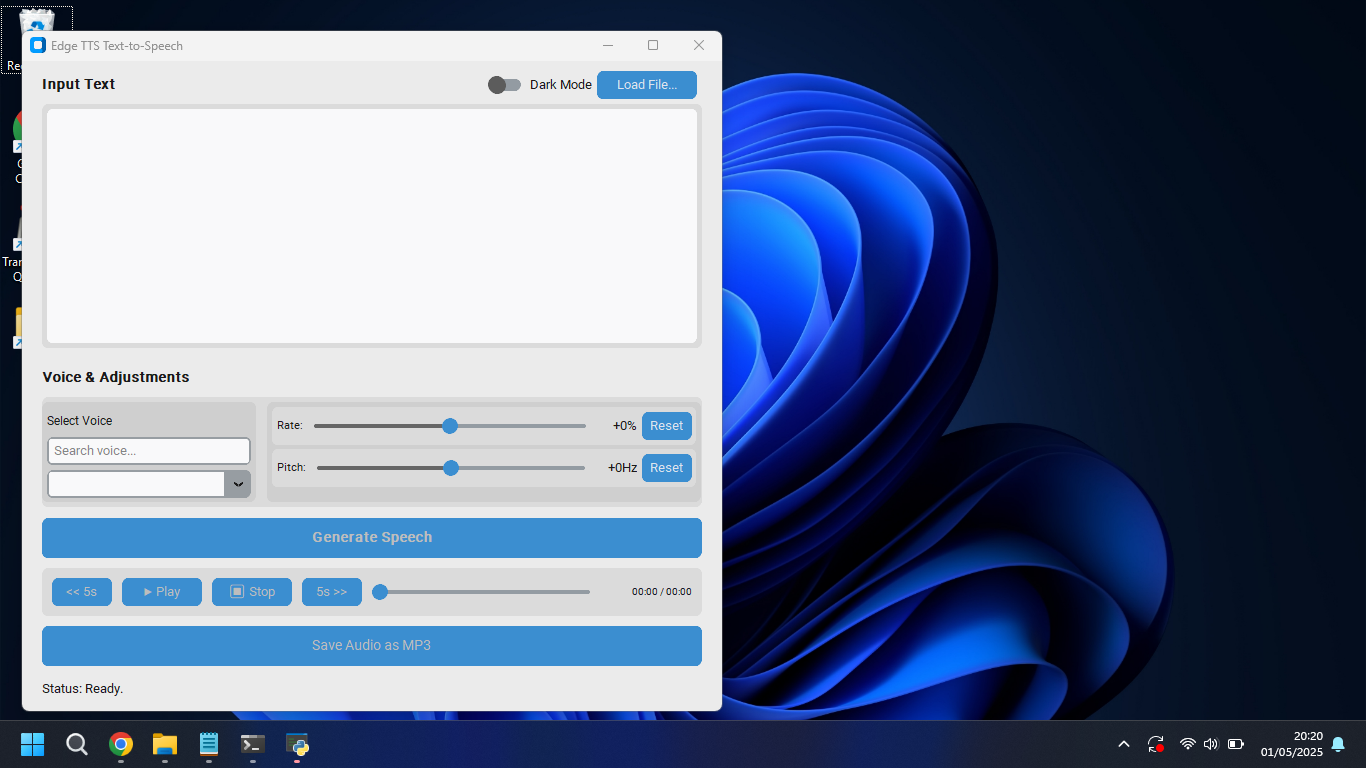 Edge TTS Text-to-Speech
Input Text
Dark Mode
Load File...
Voice & Adjustments
Select Voice
Search voice...
Rate:
+0%
Reset
Pitch:
+0Hz
Reset
Generate Speech
<< 5s
Play
Stop
5s >>
00:00 / 00:00
Save Audio as MP3
Status: Ready.
20:20
01/05/2025